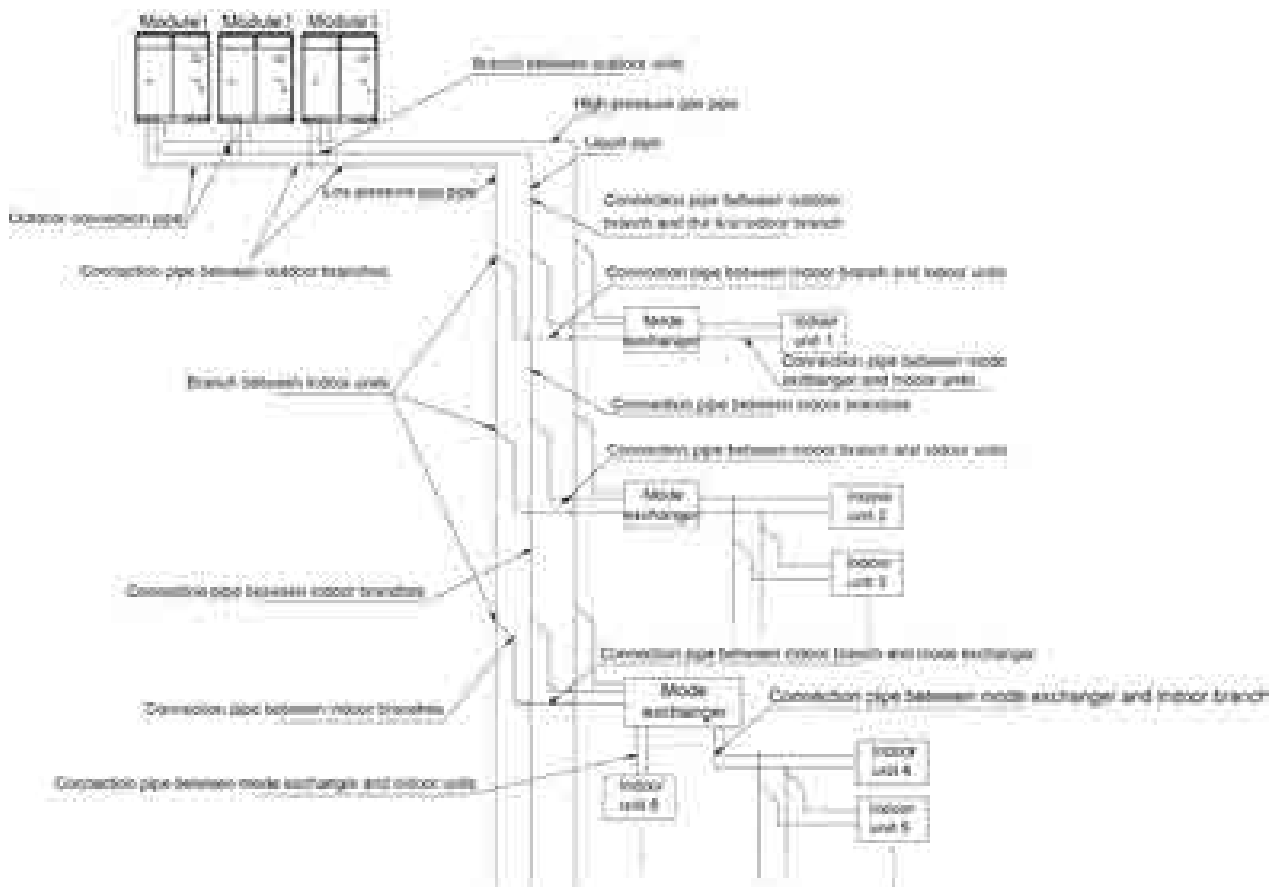 Module1 Module2 Module3
Branch between outdoor units
High pressure gas pipe
Liquid pipe
Low pressure gas pipe
Connection pipe between outdoor
branch and the first indoor branch
Outdoor connection pipe
Connection pipe between outdoor branches
Connection pipe between indoor branch and indoor units
Mode
exchanger
Indoor
unit 1
Connection pipe between mode
exchanger and indoor units
Branch between indoor units
Connection pipe between indoor branches
Connection pipe between indoor branch and indoor units
Mode
exchanger
Indoor
unit 2
Indoor
unit 3
Connection pipe between indoor branches
Connection pipe between indoor branch and mode exchanger
Mode
exchanger
Connection pipe between mode exchanger and indoor branch
Connection pipe between indoor branches
Connection pipe between mode exchanger and indoor units
Indoor
unit
Indoor
unit 4
Indoor
unit 5